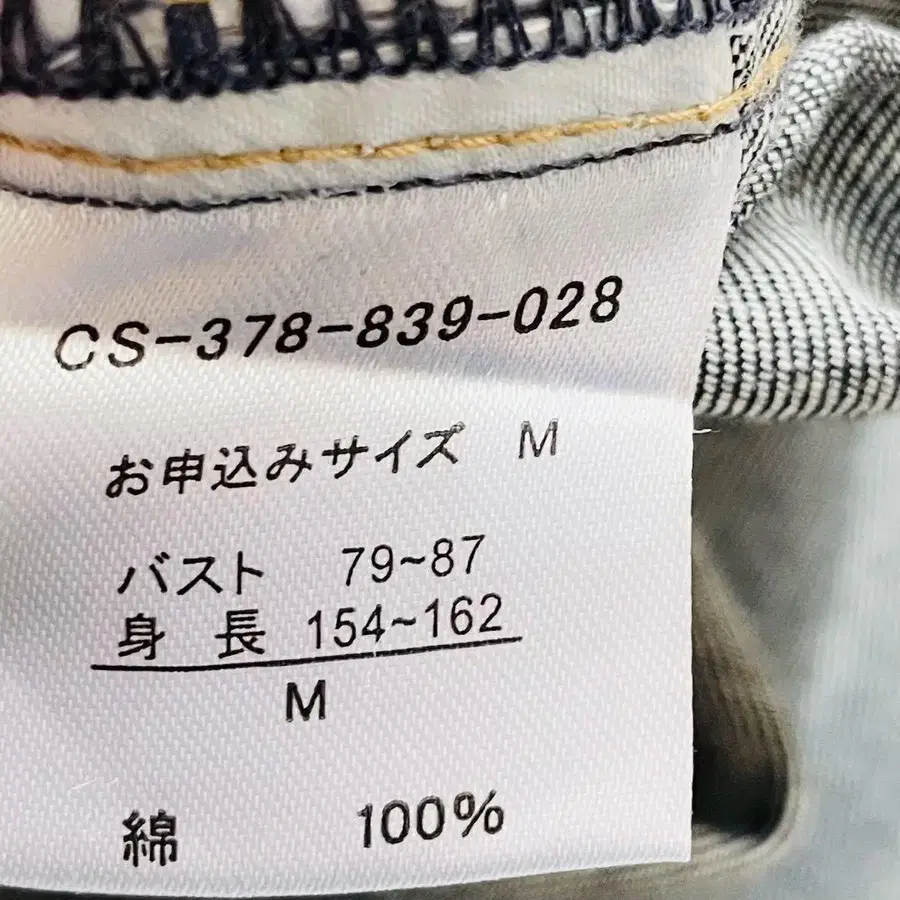 CS-378-839-028
お申込みサイズ M
バスト 79~87
身長 154~162
M
綿 100%